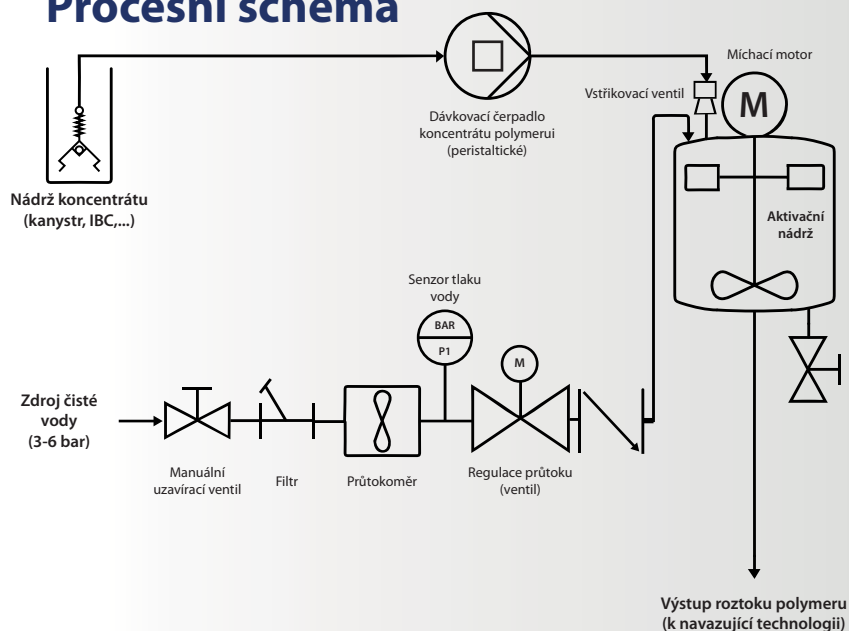 Procesní schéma
Míchací motor
Vstřikovací ventil
M
Dávkovací čerpadlo
koncentrátu polymerui
(peristaltické)
Nádrž koncentrátu
(kanystr, IBC,...)
Aktivační
nádrž
Senzor tlaku
vody
BAR
P1
M
Zdroj čisté
vody
(3-6 bar)
Manuální
uzavírací ventil
Filtr
Průtokoměr
Regulace průtoku
(ventil)
Výstup roztoku polymeru
(k navazující technologii)